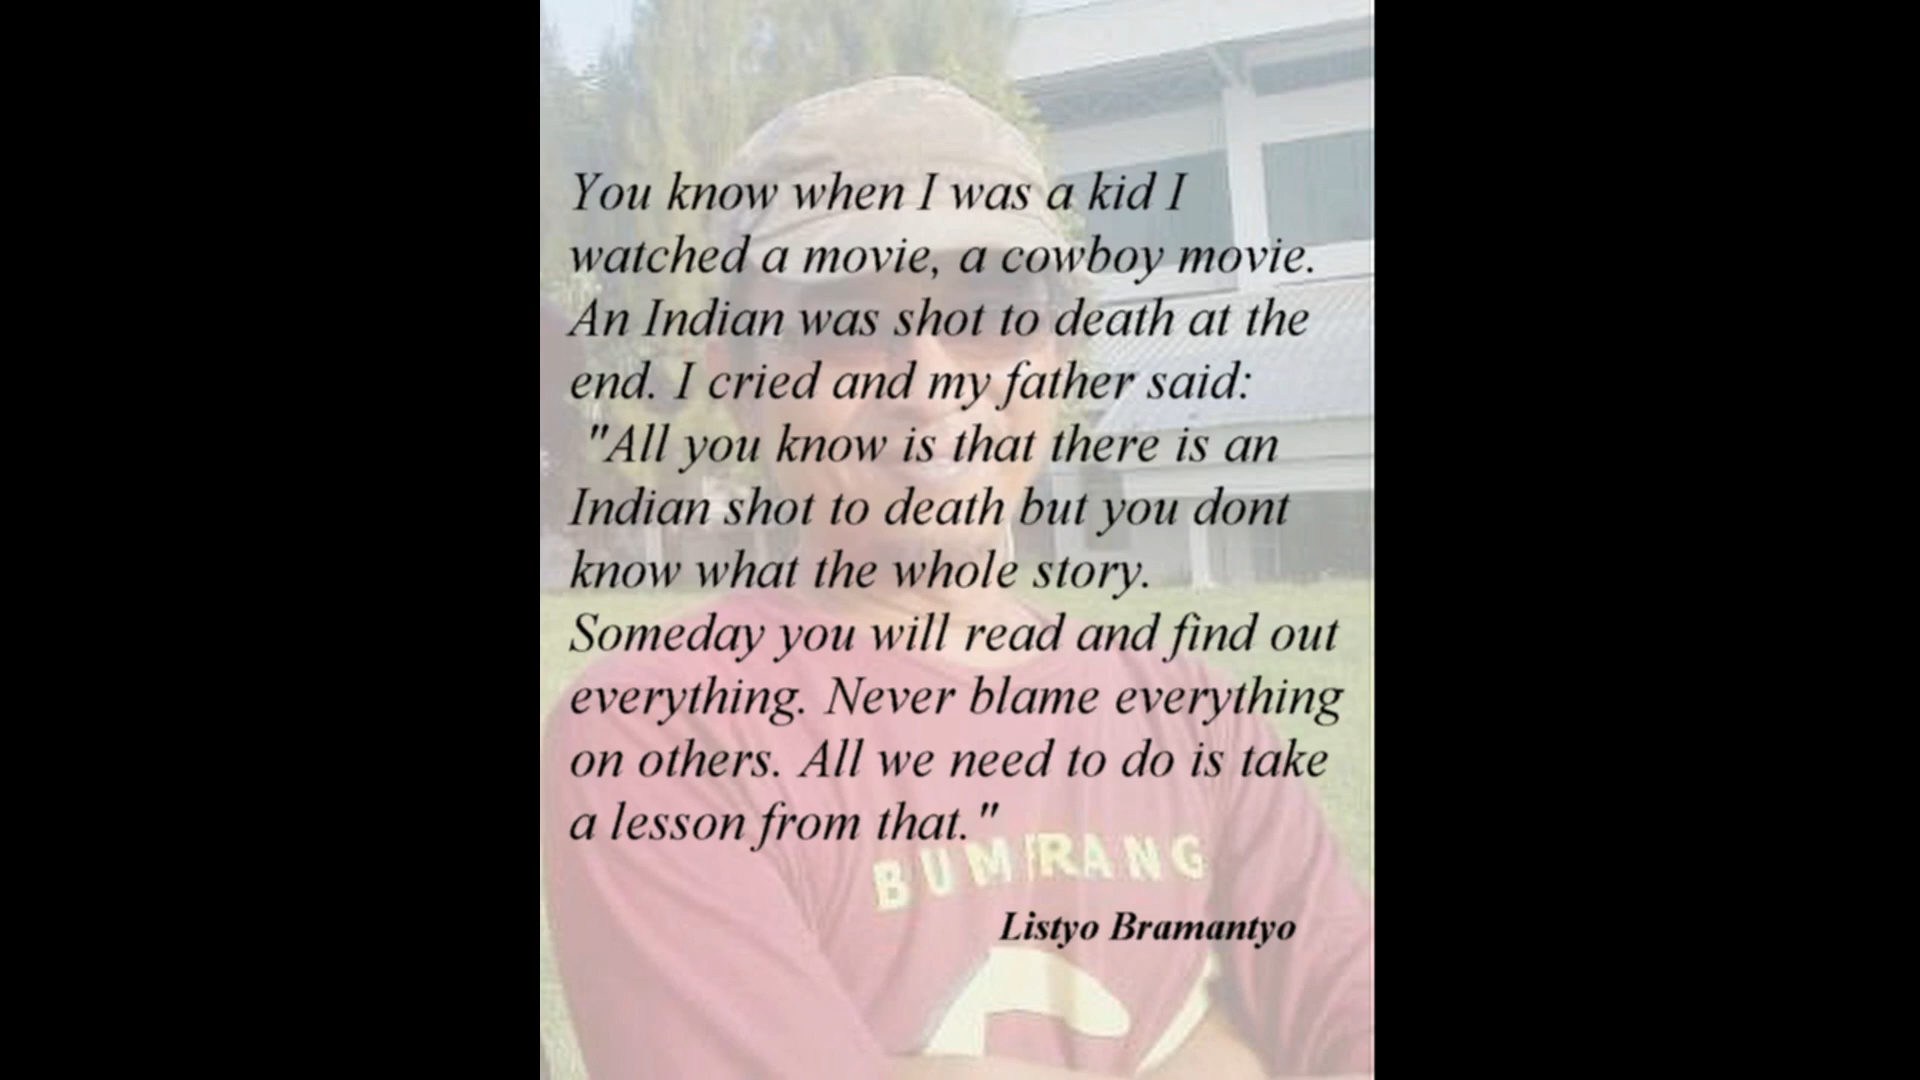 You know when I was a kid I
watched a movie, a cowboy movie.
An Indian was shot to death at the
end. I cried and my father said:
"All you know is that there is an
Indian shot to death but you dont
know what the whole story.
Someday you will read and find out
everything. Never blame everything
on others. All we need to do is take
a lesson from that."
BUMERANG
Listyo Bramantyo